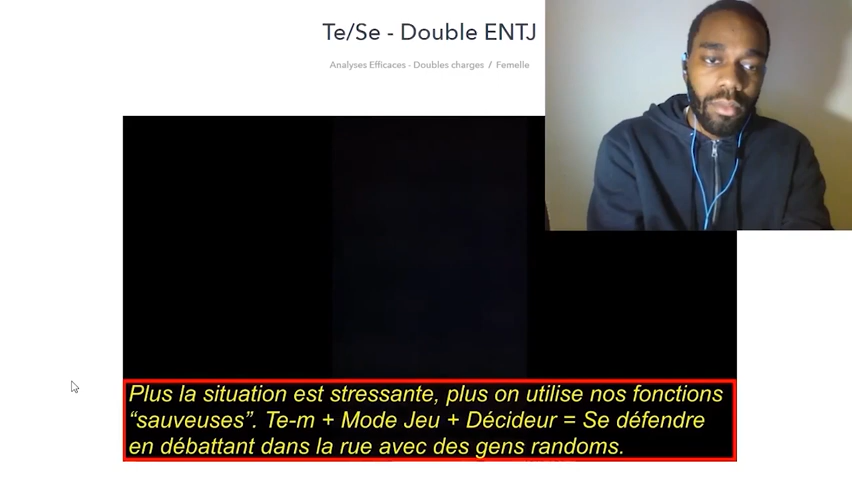 Te/Se - Double ENTJ
Analyses Efficaces - Doubles charges / Femelle
Plus la situation est stressante, plus on utilise nos fonctions
“sauveuses”. Te-m + Mode Jeu + Décideur = Se défendre
en débattant dans la rue avec des gens randoms.